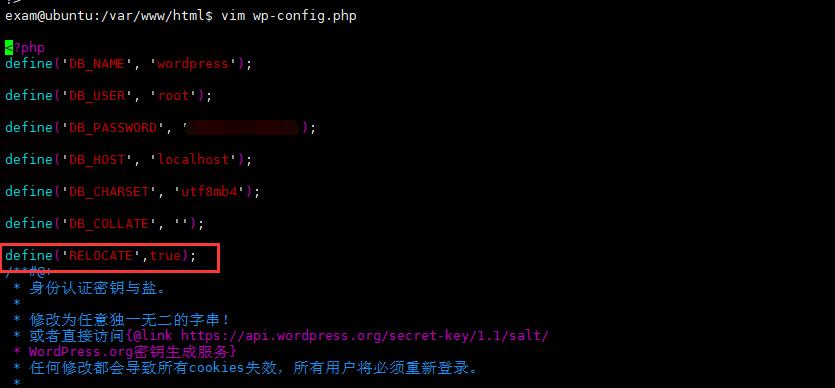 ?>
exam@ubuntu:/var/www/html$ vim wp-config.php
<?php
define('DB_NAME', 'wordpress');
define('DB_USER', 'root');
define('DB_PASSWORD', ' );
define('DB_HOST', 'localhost');
define('DB_CHARSET', 'utf8mb4');
define('DB_COLLATE', '');
define('RELOCATE',true);
/**#@+
* 身份认证密钥与盐。
*
* 修改为任意独一无二的字串！
* 或者直接访问{@link https://api.wordpress.org/secret-key/1.1/salt/
* WordPress.org密钥生成服务}
* 任何修改都会导致所有cookies失效，所有用户将必须重新登录。
*